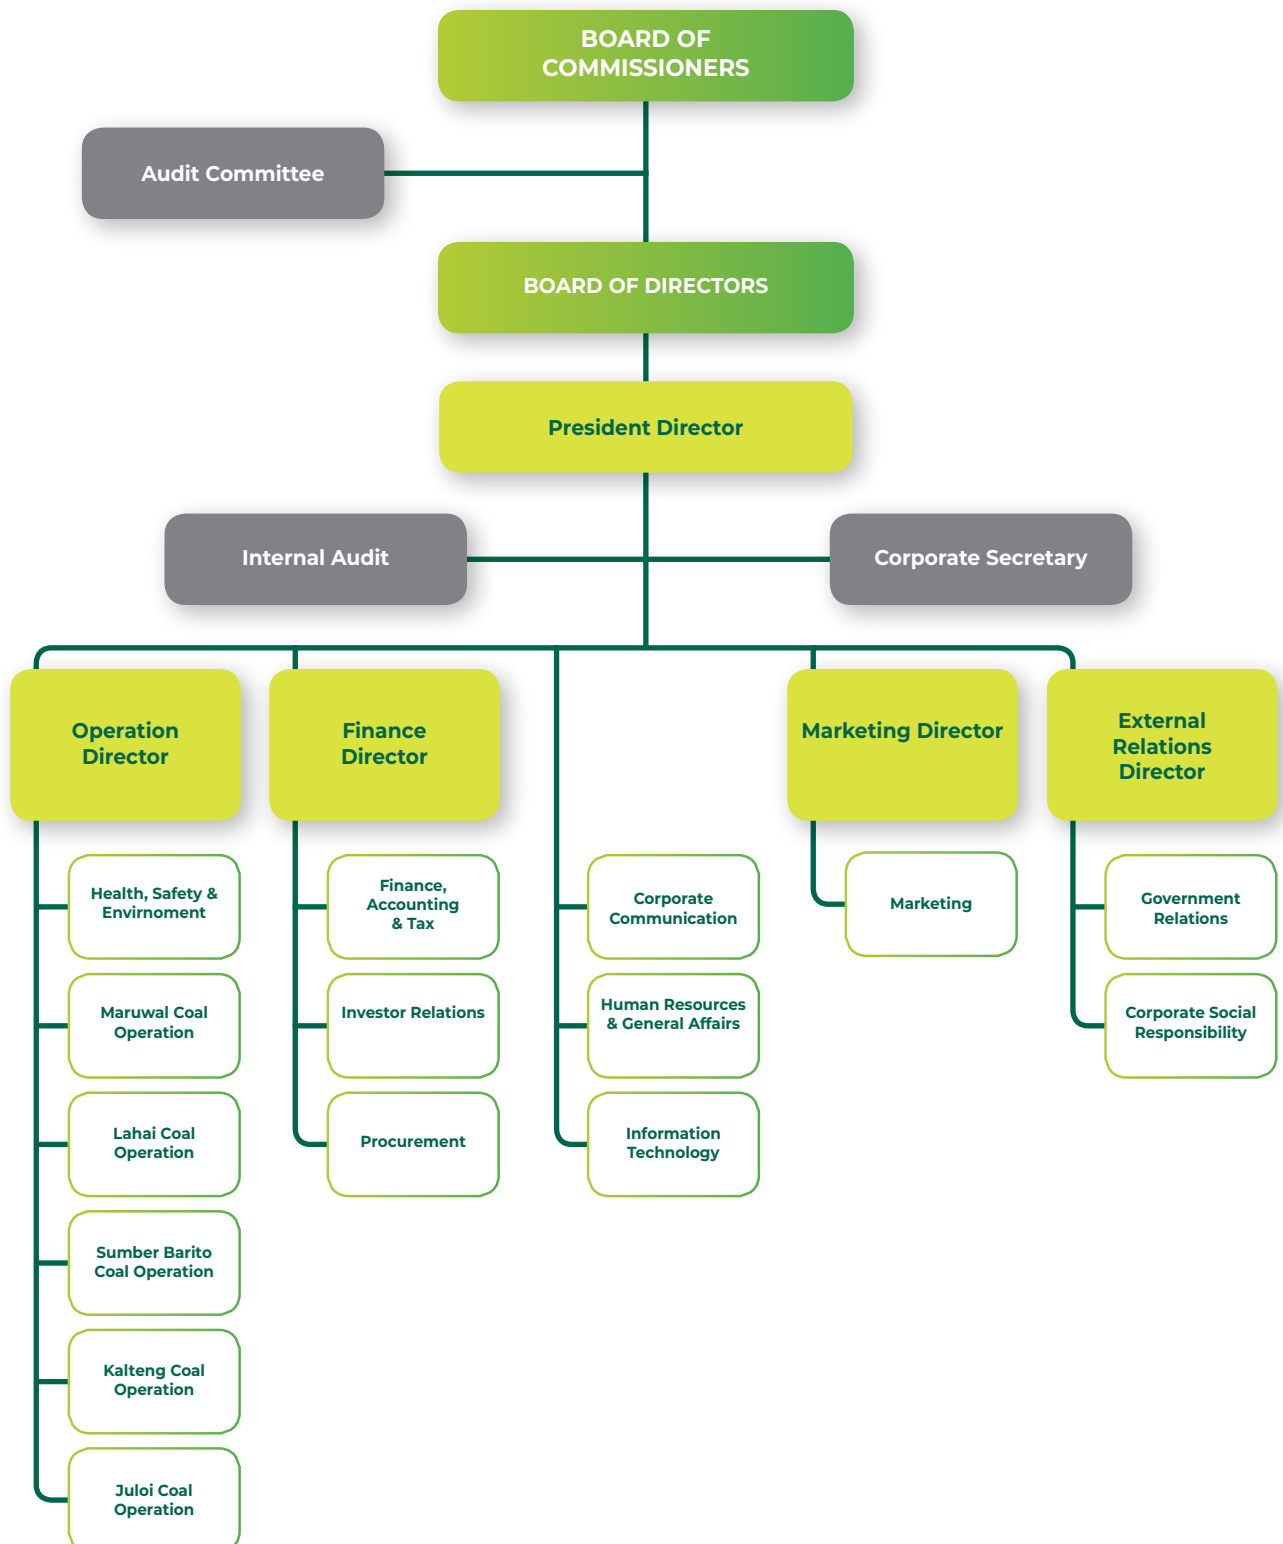 BOARD OF
COMMISSIONERS
Audit Committee
BOARD OF DIRECTORS
President Director
Internal Audit
Corporate Secretary
Operation
Director
Finance
Director
Marketing Director
External
Relations
Director
Health, Safety &
Envirnoment
Maruwal Coal
Operation
Lahai Coal
Operation
Sumber Barito
Coal Operation
Kalteng Coal
Operation
Juloi Coal
Operation
Finance,
Accounting
& Tax
Investor Relations
Procurement
Corporate
Communication
Human Resources
& General Affairs
Information
Technology
Marketing
Government
Relations
Corporate Social
Responsibility